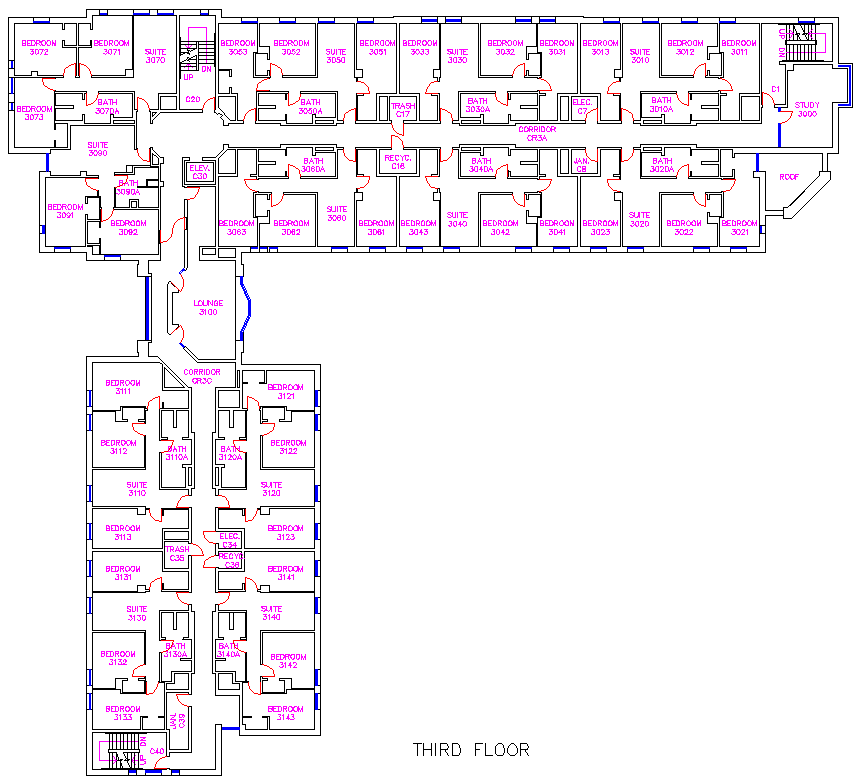 BEDROOM
3072
BEDROOM
3071
SUITE
3070
UP
DN
BEDROOM
3053
BEDROOM
3052
SUITE
3050
BEDROOM
3051
BEDROOM
3033
SUITE
3030
BEDROOM
3032
BEDROOM
3031
BEDROOM
3013
SUITE
3010
BEDROOM
3012
BEDROOM
3011
UP
DN
BEDROOM
3073
BATH
3070A
C20
BATH
3050A
TRASH
C17
BATH
3030A
ELEC.
C7
BATH
3010A
C1
STUDY
3000
CORRIDOR
CR3A
SUITE
3090
ELEV.
C30
BATH
3060A
RECYC.
C16
BATH
3040A
JAN.
C8
BATH
3020A
ROOF
BATH
3090A
BEDROOM
3091
BEDROOM
3092
BEDROOM
3063
BEDROOM
3062
SUITE
3060
BEDROOM
3061
BEDROOM
3043
SUITE
3040
BEDROOM
3042
BEDROOM
3041
BEDROOM
3023
SUITE
3020
BEDROOM
3022
BEDROOM
3021
LOUNGE
3100
CORRIDOR
CR3C
BEDROOM
3111
BEDROOM
3121
BEDROOM
3112
BATH
3110A
BATH
3120A
BEDROOM
3122
SUITE
3110
SUITE
3120
BEDROOM
3113
ELEC.
C34
BEDROOM
3123
TRASH
C35
RECYC.
C36
BEDROOM
3131
BEDROOM
3141
SUITE
3130
SUITE
3140
BEDROOM
3132
BATH
3130A
BATH
3140A
BEDROOM
3142
BEDROOM
3133
JAN.
C39
BEDROOM
3143
DN
UP
C40
THIRD FLOOR